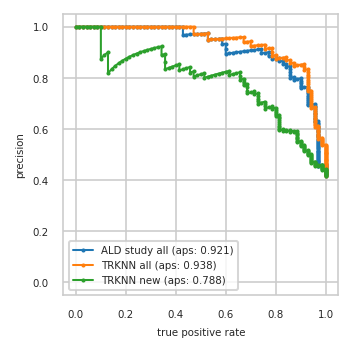 1.0
0.8
0.6
0.4
0.2
0.0
precision
ALD study all (aps: 0.921)
TRKNN all (aps: 0.938)
TRKNN new (aps: 0.788)
0.0 0.2 0.4 0.6 0.8 1.0
true positive rate